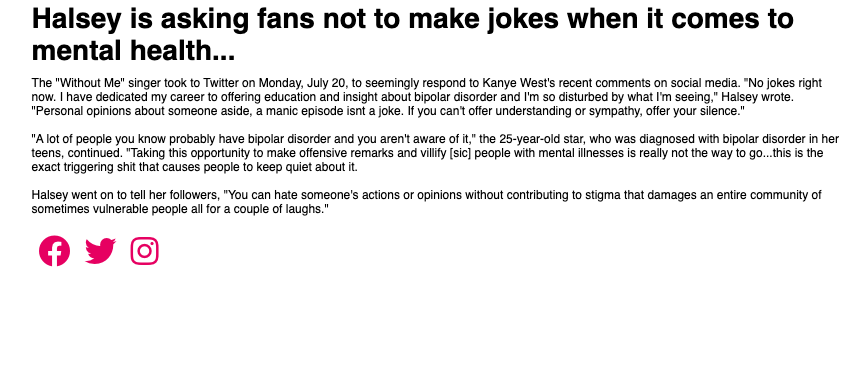 Halsey is asking fans not to make jokes when it comes to
mental health...
The "Without Me" singer took to Twitter on Monday, July 20, to seemingly respond to Kanye West's recent comments on social media. "No jokes right
now. I have dedicated my career to offering education and insight about bipolar disorder and I'm so disturbed by what I'm seeing," Halsey wrote.
"Personal opinions about someone aside, a manic episode isnt a joke. If you can't offer understanding or sympathy, offer your silence."
"A lot of people you know probably have bipolar disorder and you aren't aware of it," the 25-year-old star, who was diagnosed with bipolar disorder in her
teens, continued. "Taking this opportunity to make offensive remarks and villify [sic] people with mental illnesses is really not the way to go...this is the
exact triggering shit that causes people to keep quiet about it.
Halsey went on to tell her followers, "You can hate someone's actions or opinions without contributing to stigma that damages an entire community of
sometimes vulnerable people all for a couple of laughs."